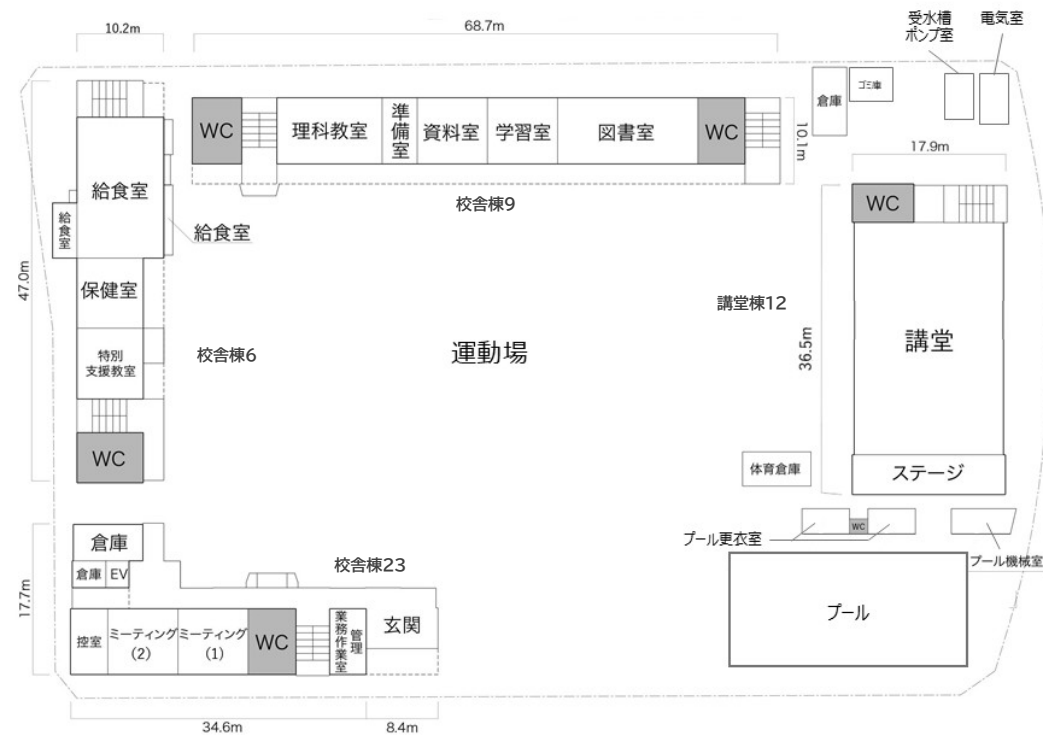 10.2m
68.7m
受水槽
ポンプ室
電気室
倉庫
ゴミ庫
WC
理科教室
準備室
資料室
学習室
図書室
WC
10.1m
17.9m
給食室
給食室
給食室
校舎棟9
WC
47.0m
保健室
講堂棟12
36.5m
講堂
校舎棟6
運動場
特別
支援教室
WC
体育倉庫
ステージ
倉庫
校舎棟23
プール更衣室
WC
プール機械室
倉庫
EV
17.7m
プール
控室
ミーティング
(2)
ミーティング
(1)
WC
管理
業務作業室
玄関
34.6m
8.4m